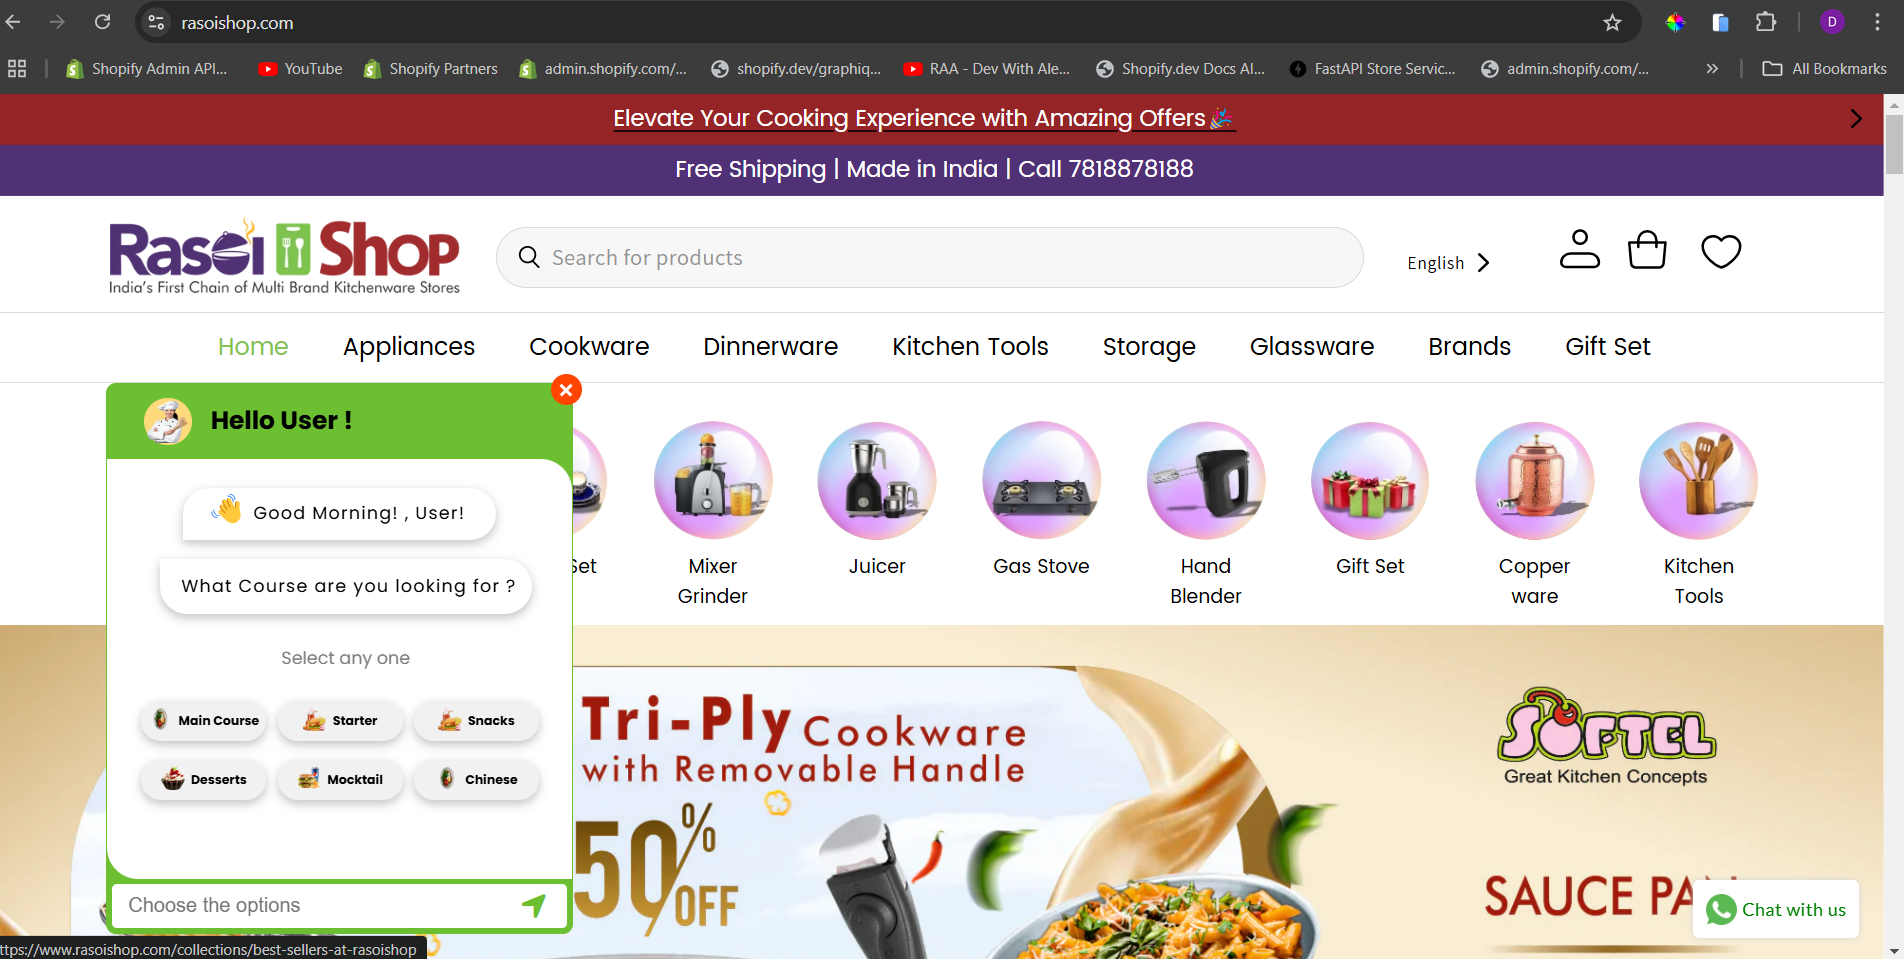 rasoishop.com
D
Shopify Admin API...
YouTube
Shopify Partners
admin.shopify.com/...
shopify.dev/graphiq...
RAA - Dev With Ale...
Shopify.dev Docs AI...
FastAPI Store Servic...
admin.shopify.com/...
All Bookmarks
Elevate Your Cooking Experience with Amazing Offers🎉
Free Shipping | Made in India | Call 7818878188
Rasoi Shop
India's First Chain of Multi Brand Kitchenware Stores
Search for products
English
Home Appliances Cookware Dinnerware Kitchen Tools Storage Glassware Brands Gift Set
Hello User !
👋 Good Morning! , User!
What Course are you looking for ?
Select any one
Main Course Starter Snacks
Desserts Mocktail Chinese
Choose the options
Set
Mixer
Grinder
Juicer
Gas Stove
Hand
Blender
Gift Set
Copper
ware
Kitchen
Tools
Tri-Ply Cookware
with Removable Handle
50% OFF
SOFTEL
Great Kitchen Concepts
SAUCE PA
Chat with us
ttps://www.rasoishop.com/collections/best-sellers-at-rasoishop